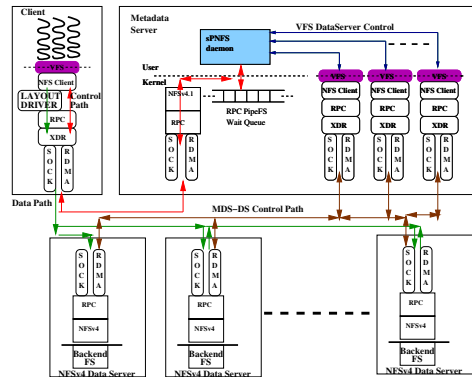 Client
VFS
NFS Client
LAYOUT
DRIVER
Control
Path
RPC
XDR
SOCK
RDMA
Data Path
Metadata
Server
sPNFS
daemon
User
Kernel
NFSv4.1
RPC
SOCK
RDMA
RPC PipeFS
Wait Queue
VFS DataServer Control
VFS
VFS
VFS
NFS Client
NFS Client
NFS Client
RPC
RPC
RPC
XDR
XDR
XDR
SOCK
RDMA
SOCK
RDMA
SOCK
RDMA
MDS-DS Control Path
SOCK
RDMA
RPC
NFSv4
Backend
FS
NFSv4 Data Server
SOCK
RDMA
RPC
NFSv4
Backend
FS
NFSv4 Data Server
SOCK
RDMA
RPC
NFSv4
Backend
FS
NFSv4 Data Server